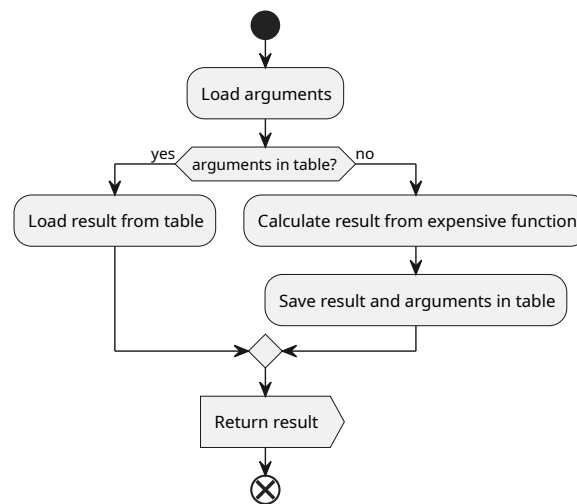 Load arguments
yes
arguments in table?
no
Load result from table
Calculate result from expensive function
Save result and arguments in table
Return result